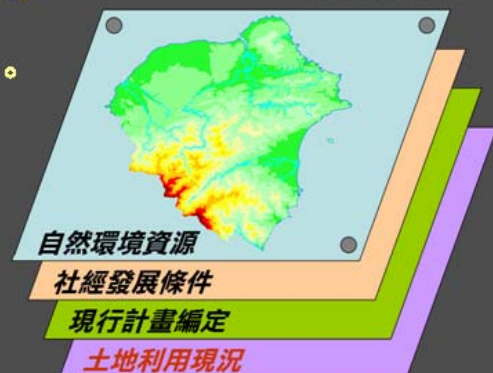 自然環境資源
社經發展條件
現行計畫編定
土地利用現況